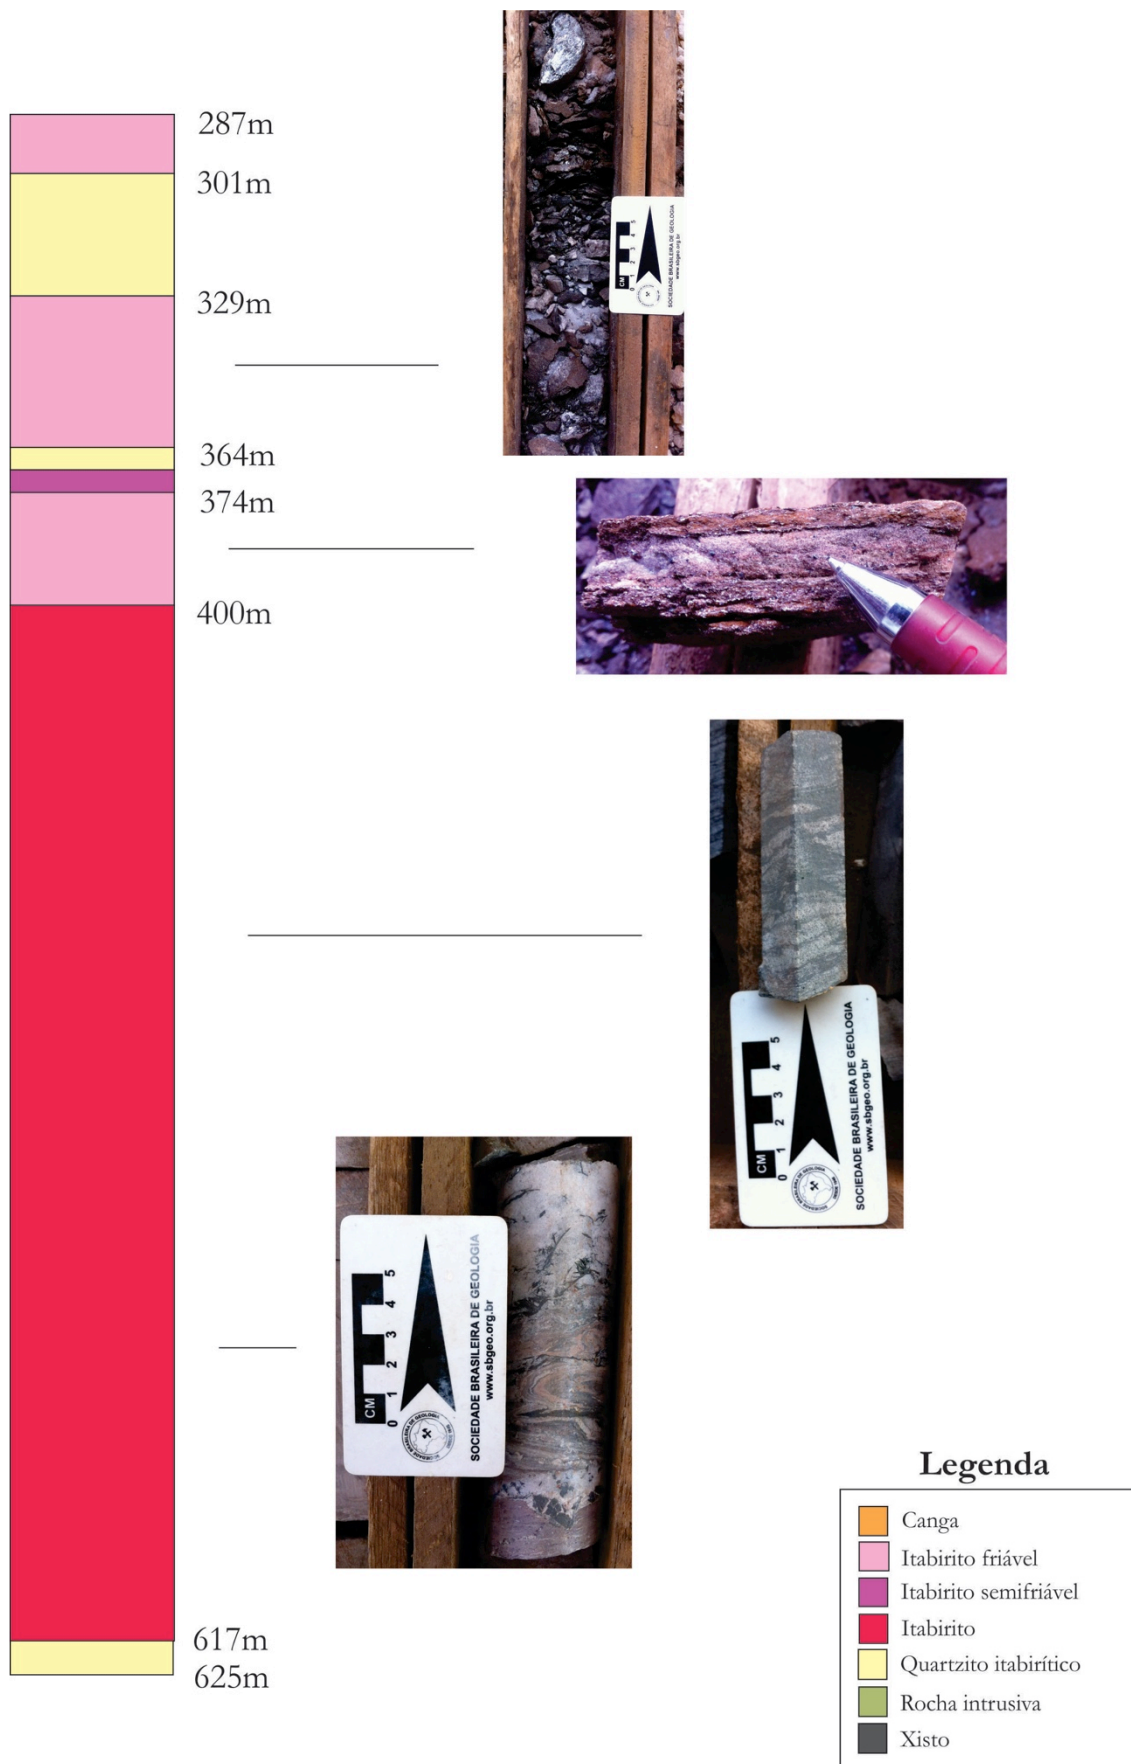 287m
301m
329m
364m
374m
400m
617m
625m
CM
0 1 2 3 4 5
SOCIEDADE BRASILEIRA DE GEOLOGIA
www.sbgeo.org.br
CM
0 1 2 3 4 5
SOCIEDADE BRASILEIRA DE GEOLOGIA
www.sbgeo.org.br
CM
0 1 2 3 4 5
SOCIEDADE BRASILEIRA DE GEOLOGIA
www.sbgeo.org.br
Legenda
Canga
Itabirito friável
Itabirito semifriável
Itabirito
Quartzito itabirítico
Rocha intrusiva
Xisto